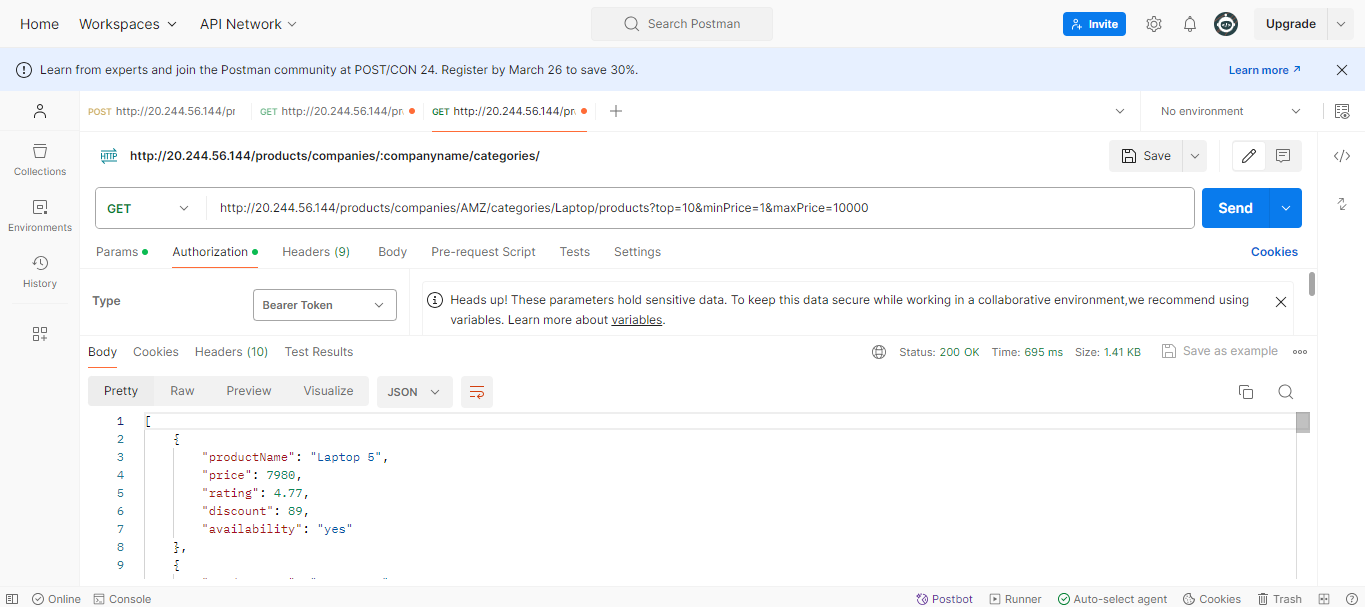 Home Workspaces API Network Search Postman Invite Upgrade
Learn from experts and join the Postman community at POST/CON 24. Register by March 26 to save 30%. Learn more
POST http://20.244.56.144/pr GET http://20.244.56.144/pr GET http://20.244.56.144/pr No environment
HTTP http://20.244.56.144/products/companies/:companyname/categories/ Save
Collections
GET http://20.244.56.144/products/companies/AMZ/categories/Laptop/products?top=10&minPrice=1&maxPrice=10000 Send
Environments
Params Authorization Headers (9) Body Pre-request Script Tests Settings Cookies
History
Type Bearer Token Heads up! These parameters hold sensitive data. To keep this data secure while working in a collaborative environment,we recommend using
variables. Learn more about variables.
Body Cookies Headers (10) Test Results Status: 200 OK Time: 695 ms Size: 1.41 KB Save as example
Pretty Raw Preview Visualize JSON
1 [
2 {
3 "productName": "Laptop 5",
4 "price": 7980,
5 "rating": 4.77,
6 "discount": 89,
7 "availability": "yes"
8 },
9 {
Online Console Postbot Runner Auto-select agent Cookies Trash